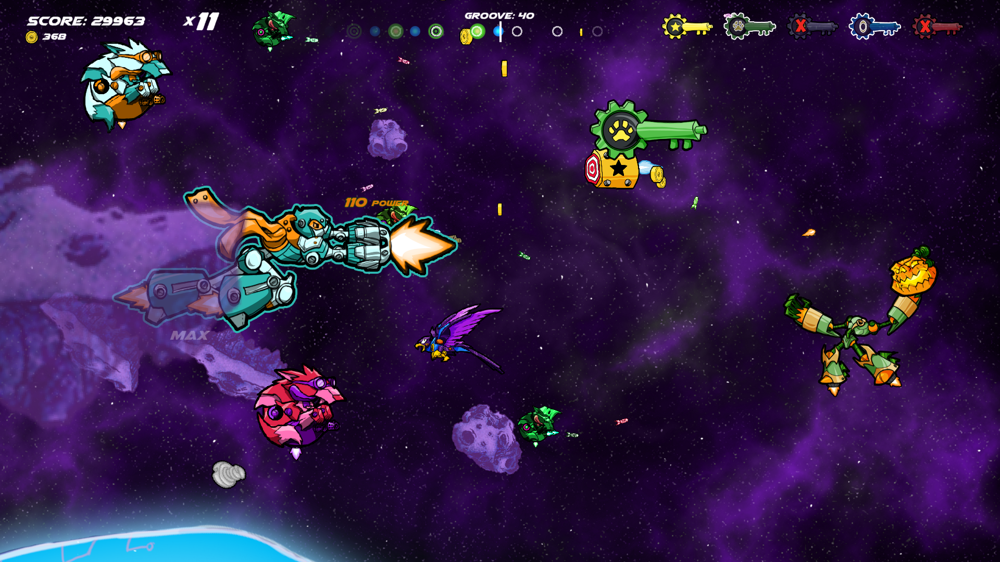 SCORE: 29963
x11
368
GROOVE: 40
110 POWER
MAX